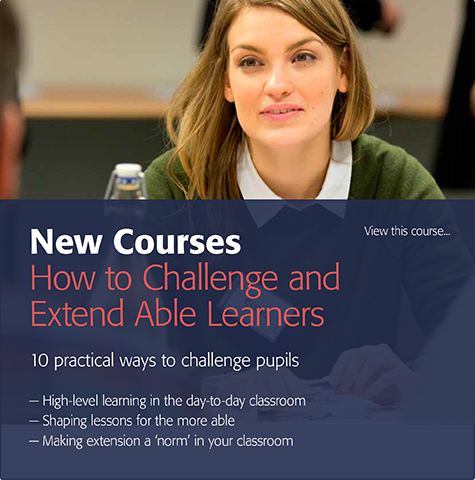 New Courses
View this course...
How to Challenge and
Extend Able Learners
10 practical ways to challenge pupils
– High-level learning in the day-to-day classroom
– Shaping lessons for the more able
– Making extension a ‘norm’ in your classroom